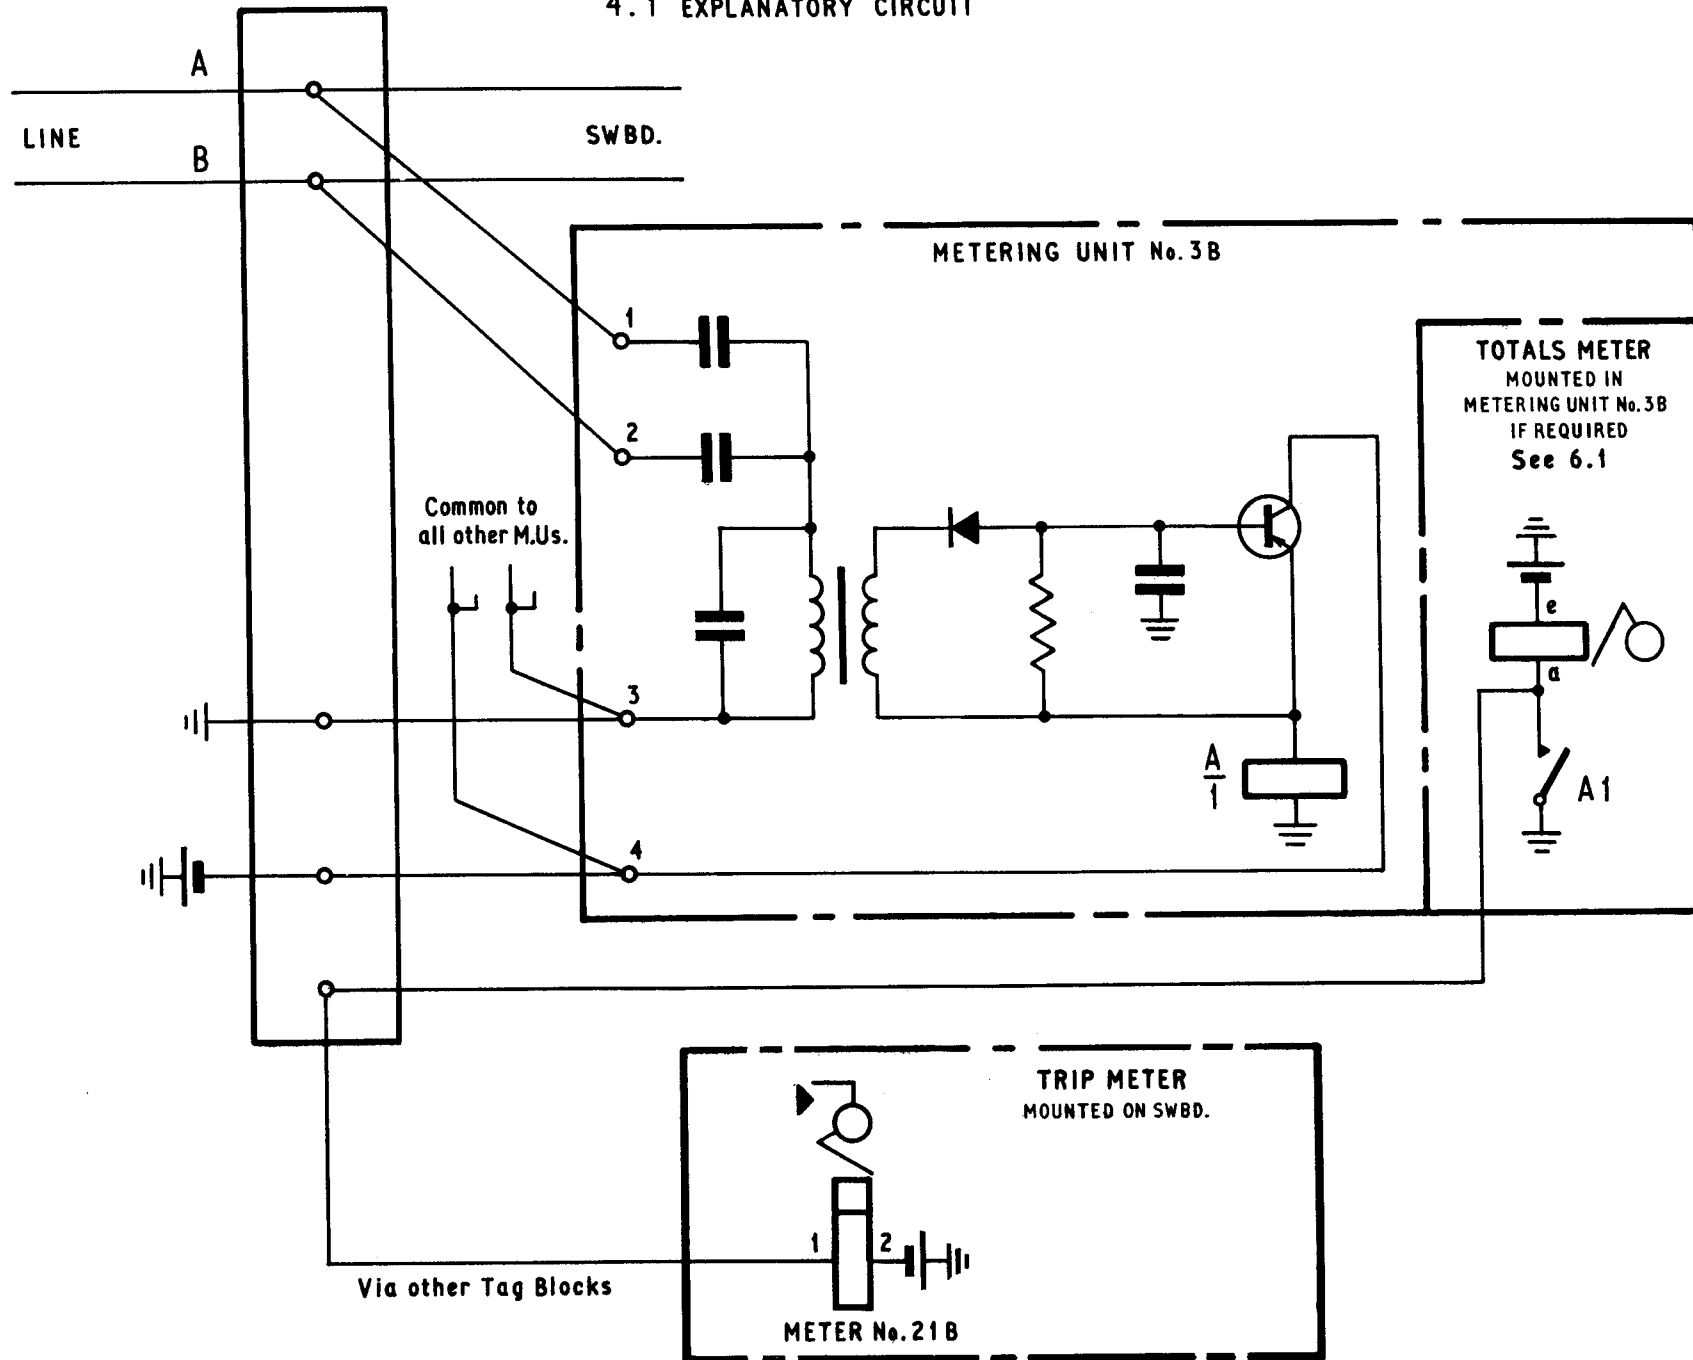 4.1 EXPLANATORY CIRCUIT
A
LINE
SWBD.
B
METERING UNIT No. 3B
1
TOTALS METER
MOUNTED IN
METERING UNIT No. 3B
IF REQUIRED
See 6.1
2
Common to
all other M.Us.
e
a
3
A
1
A1
4
TRIP METER
MOUNTED ON SWBD.
1
2
Via other Tag Blocks
METER No. 21B